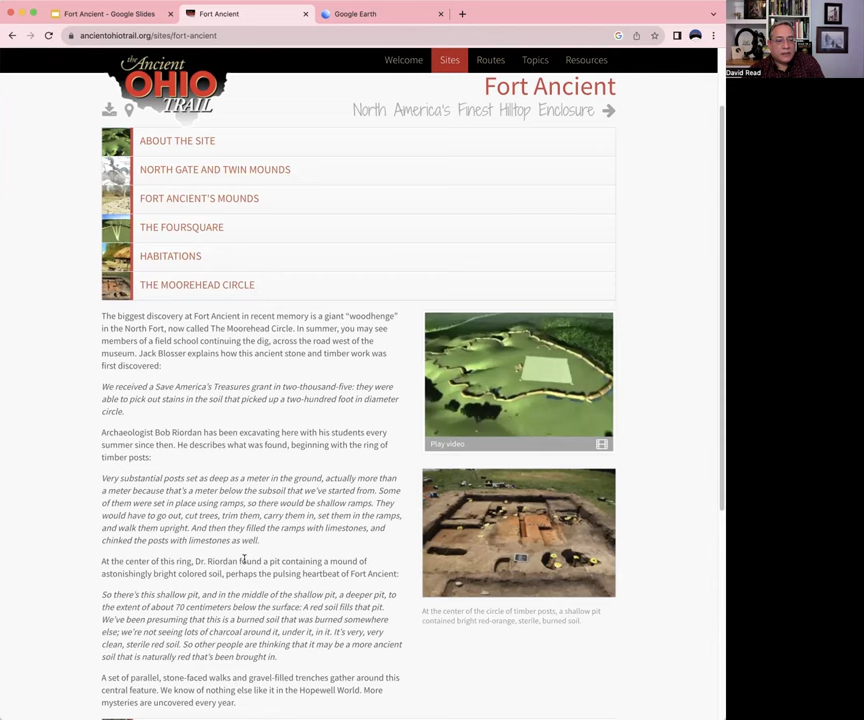 Fort Ancient - Google Slides
Fort Ancient
Google Earth
ancientohiotrail.org/sites/fort-ancient
David Read
the Ancient
OHIO
TRAIL
Welcome
Sites
Routes
Topics
Resources
Fort Ancient
North America's Finest Hilltop Enclosure
ABOUT THE SITE
NORTH GATE AND TWIN MOUNDS
FORT ANCIENT'S MOUNDS
THE FOURSQUARE
HABITATIONS
THE MOOREHEAD CIRCLE
The biggest discovery at Fort Ancient in recent memory is a giant "woodhenge"
in the North Fort, now called The Moorehead Circle. In summer, you may see
members of a field school continuing the dig, across the road west of the
museum. Jack Blosser explains how this ancient stone and timber work was
first discovered:
We received a Save America's Treasures grant in two-thousand-five: they were
able to pick out stains in the soil that picked up a two-hundred foot in diameter
circle.
Archaeologist Bob Riordan has been excavating here with his students every
summer since then. He describes what was found, beginning with the ring of
timber posts:
Very substantial posts set as deep as a meter in the ground, actually more than
a meter because that's a meter below the subsoil that we've started from. Some
of them were set in place using ramps, so there would be shallow ramps. They
would have to go out, cut trees, trim them, carry them in, set them in the ramps,
and walk them upright. And then they filled the ramps with limestones, and
chinked the posts with limestones as well.
At the center of this ring, Dr. Riordan found a pit containing a mound of
astonishingly bright colored soil, perhaps the pulsing heartbeat of Fort Ancient:
So there's this shallow pit, and in the middle of the shallow pit, a deeper pit, to
the extent of about 70 centimeters below the surface: A red soil fills that pit.
We've been presuming that this is a burned soil that was burned somewhere
else; we're not seeing lots of charcoal around it, under it, in it. It's very, very
clean, sterile red soil. So other people are thinking that it may be a more ancient
soil that is naturally red that's been brought in.
A set of parallel, stone-faced walks and gravel-filled trenches gather around this
central feature. We know of nothing else like it in the Hopewell World. More
mysteries are uncovered every year.
Play video
At the center of the circle of timber posts, a shallow pit
contained bright red-orange, sterile, burned soil.